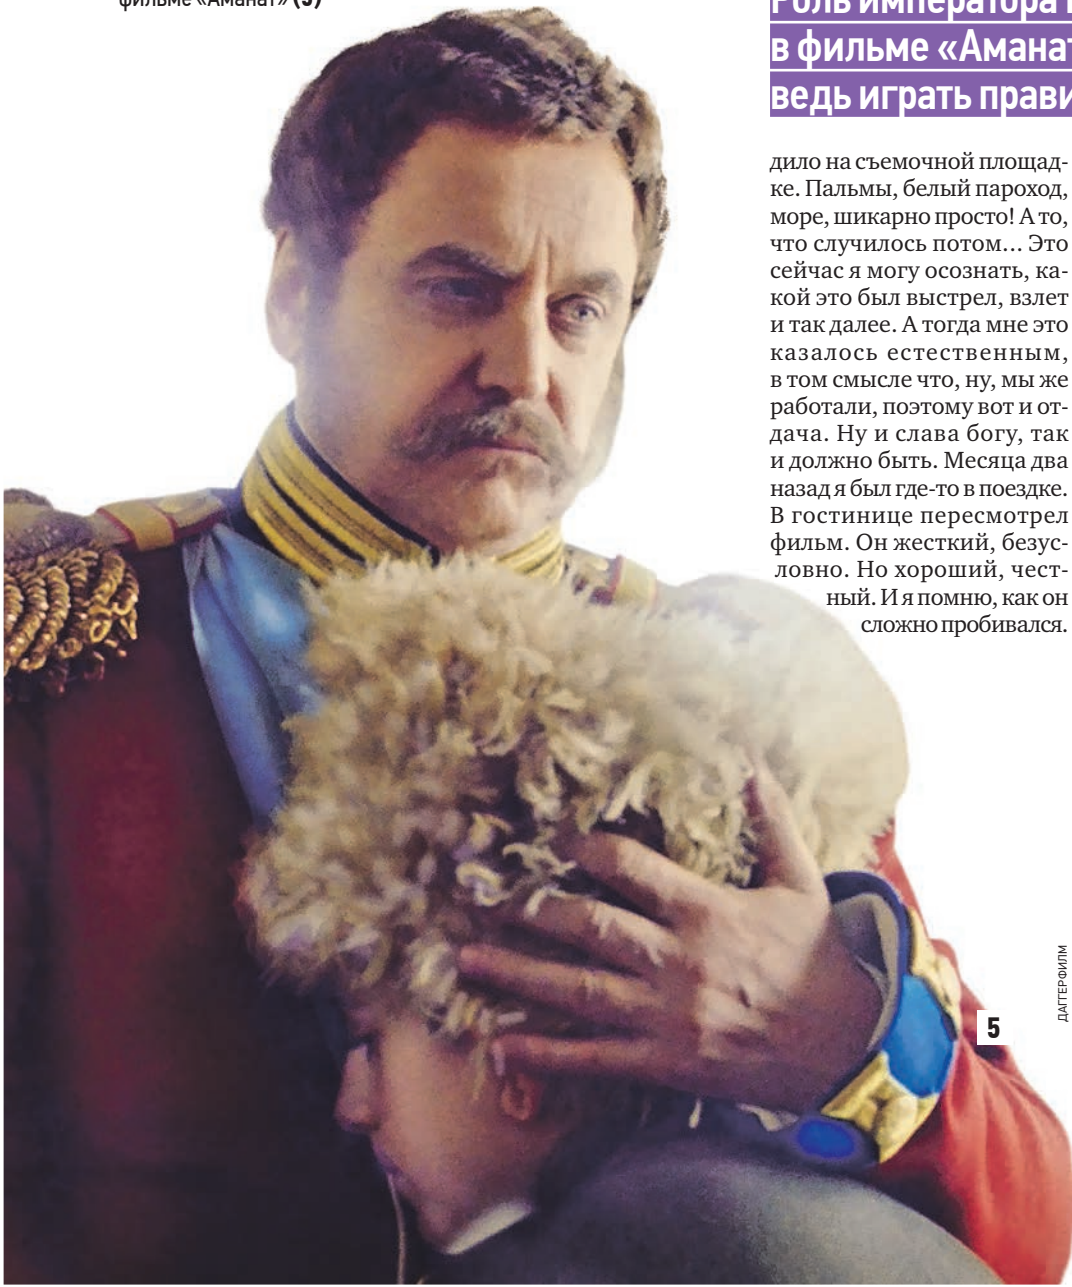 фильме «Аманат» (5)
Роль императора
в фильме «Аманат
ведь играть прави
дило на съемочной площад-
ке. Пальмы, белый пароход,
море, шикарно просто! А то,
что случилось потом... Это
сейчас я могу осознать, ка-
кой это был выстрел, взлет
и так далее. А тогда мне это
казалось естественным,
в том смысле что, ну, мы же
работали, поэтому вот и от-
дача. Ну и слава богу, так
и должно быть. Месяца два
назад я был где-то в поездке.
В гостинице пересмотрел
фильм. Он жесткий, безус-
ловно. Но хороший, чест-
ный. И я помню, как он
сложно пробивался.
ДАГГЕРФИЛМ
5